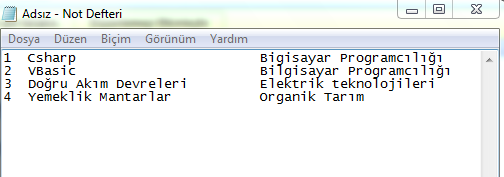 Adsız - Not Defteri
Dosya Düzen Biçim Görünüm Yardım
1 Csharp Bigisayar Programcılığı
2 VBasic Bilgisayar Programcılığı
3 Doğru Akım Devreleri Elektrik teknolojileri
4 Yemeklik Mantarlar Organik Tarım